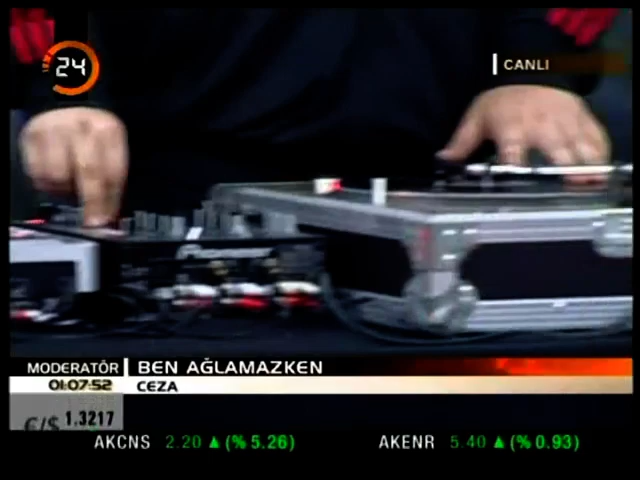 24
CANLI
Pioneer
MODERATÖR BEN AĞLAMAZKEN
01:07:52 CEZA
€/$ 1.3217
AKCNS 2.20 ▲ (% 5.26) AKENR 5.40 ▲ (% 0.93)